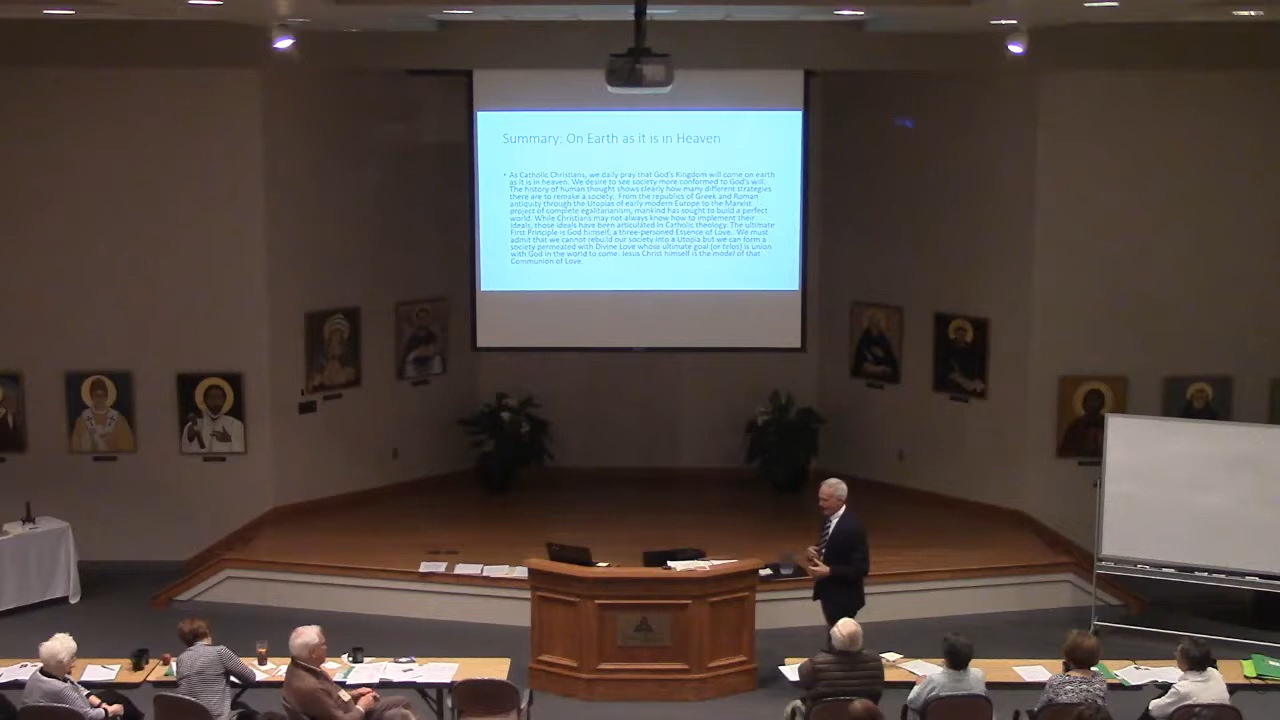 Summary: On Earth as it is in Heaven
• As Catholic Christians, we daily pray that God's Kingdom will come on earth
as it is in heaven. We desire to see society more conformed to God's will.
The history of human thought shows clearly how many different strategies
there are to remake a society. From the republics of Greek and Roman
antiquity through the Utopias of early modern Europe to the Marxist
project of complete egalitarianism, mankind has sought to build a perfect
world. While Christians may not always know how to implement their
ideals, those ideals have been articulated in Catholic theology. The ultimate
First Principle is God himself, a three-personed Essence of Love. We must
admit that we cannot rebuild our society into a Utopia but we can form a
society permeated with Divine Love whose ultimate goal (or telos) is union
with God in the world to come. Jesus Christ himself is the model of that
Communion of Love.